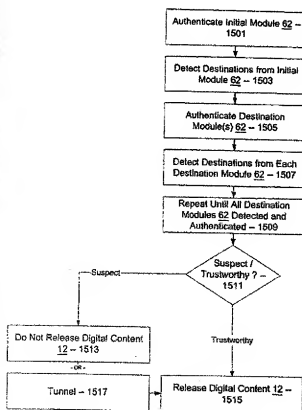 Authenticate Initial Module 62 –
1501
Detect Destinations from Initial
Module 62 – 1503
Authenticate Destination
Module(s) 62 – 1505
Detect Destinations from Each
Destination Module 62 – 1507
Repeat Until All Destination
Modules 62 Detected and
Authenticated – 1509
Suspect /
Trustworthy ? –
1511
Suspect
Trustworthy
Do Not Release Digital Content
12 – 1513
-OR-
Tunnel – 1517
Release Digital Content 12 –
1515